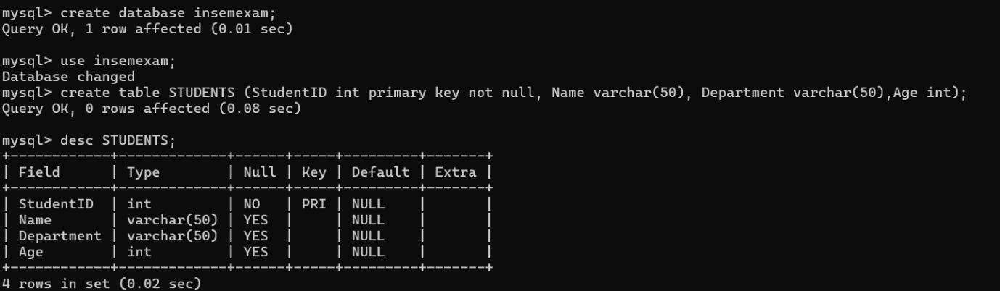 mysql> create database insemexam;
Query OK, 1 row affected (0.01 sec)

mysql> use insemexam;
Database changed
mysql> create table STUDENTS (StudentID int primary key not null, Name varchar(50), Department varchar(50),Age int);
Query OK, 0 rows affected (0.08 sec)

mysql> desc STUDENTS;
+------------+-------------+------+-----+---------+-------+
| Field      | Type        | Null | Key | Default | Extra |
+------------+-------------+------+-----+---------+-------+
| StudentID  | int         | NO   | PRI | NULL    |       |
| Name       | varchar(50) | YES  |     | NULL    |       |
| Department | varchar(50) | YES  |     | NULL    |       |
| Age        | int         | YES  |     | NULL    |       |
+------------+-------------+------+-----+---------+-------+
4 rows in set (0.02 sec)